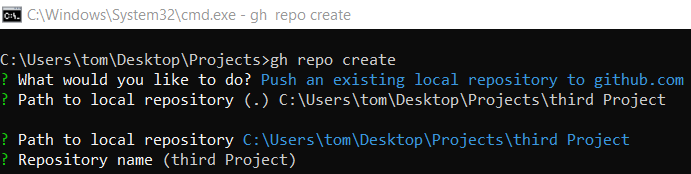 C:\Windows\System32\cmd.exe - gh  repo create
C:\Users\tom\Desktop\Projects>gh repo create
? What would you like to do? Push an existing local repository to github.com
? Path to local repository (.) C:\Users\tom\Desktop\Projects\third Project
? Path to local repository C:\Users\tom\Desktop\Projects\third Project
? Repository name (third Project)